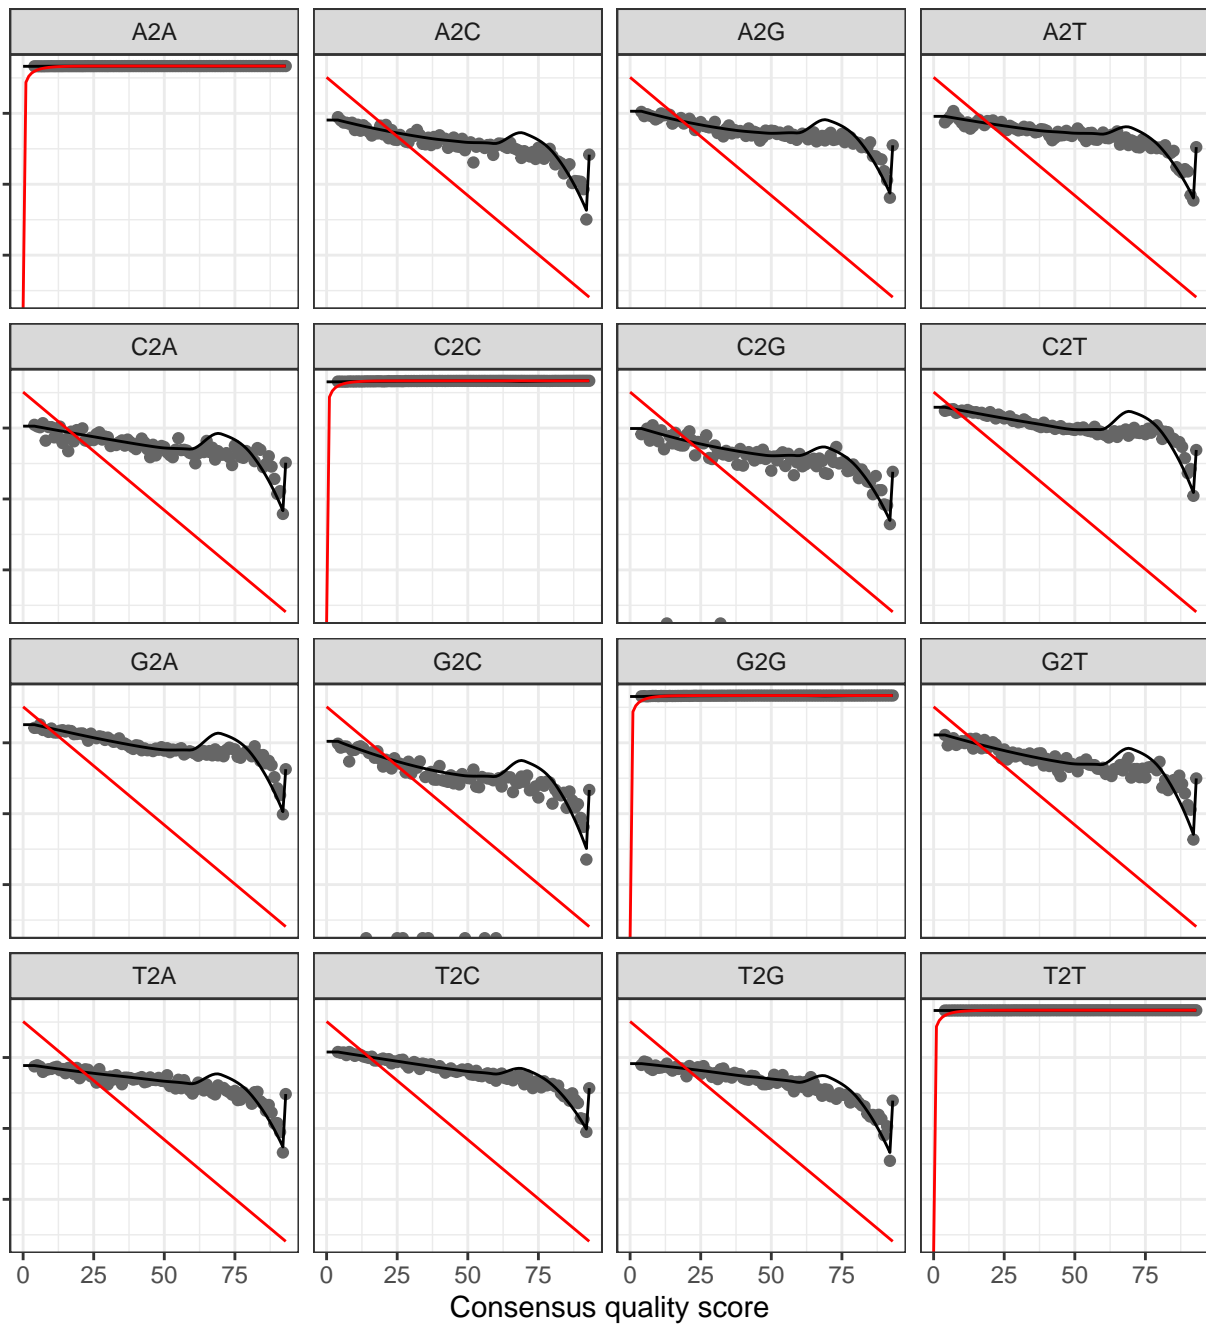 A2A A2C A2G A2T
C2A C2C C2G C2T
G2A G2C G2G G2T
T2A T2C T2G T2T
0 25 50 75 0 25 50 75 0 25 50 75 0 25 50 75
Consensus quality score